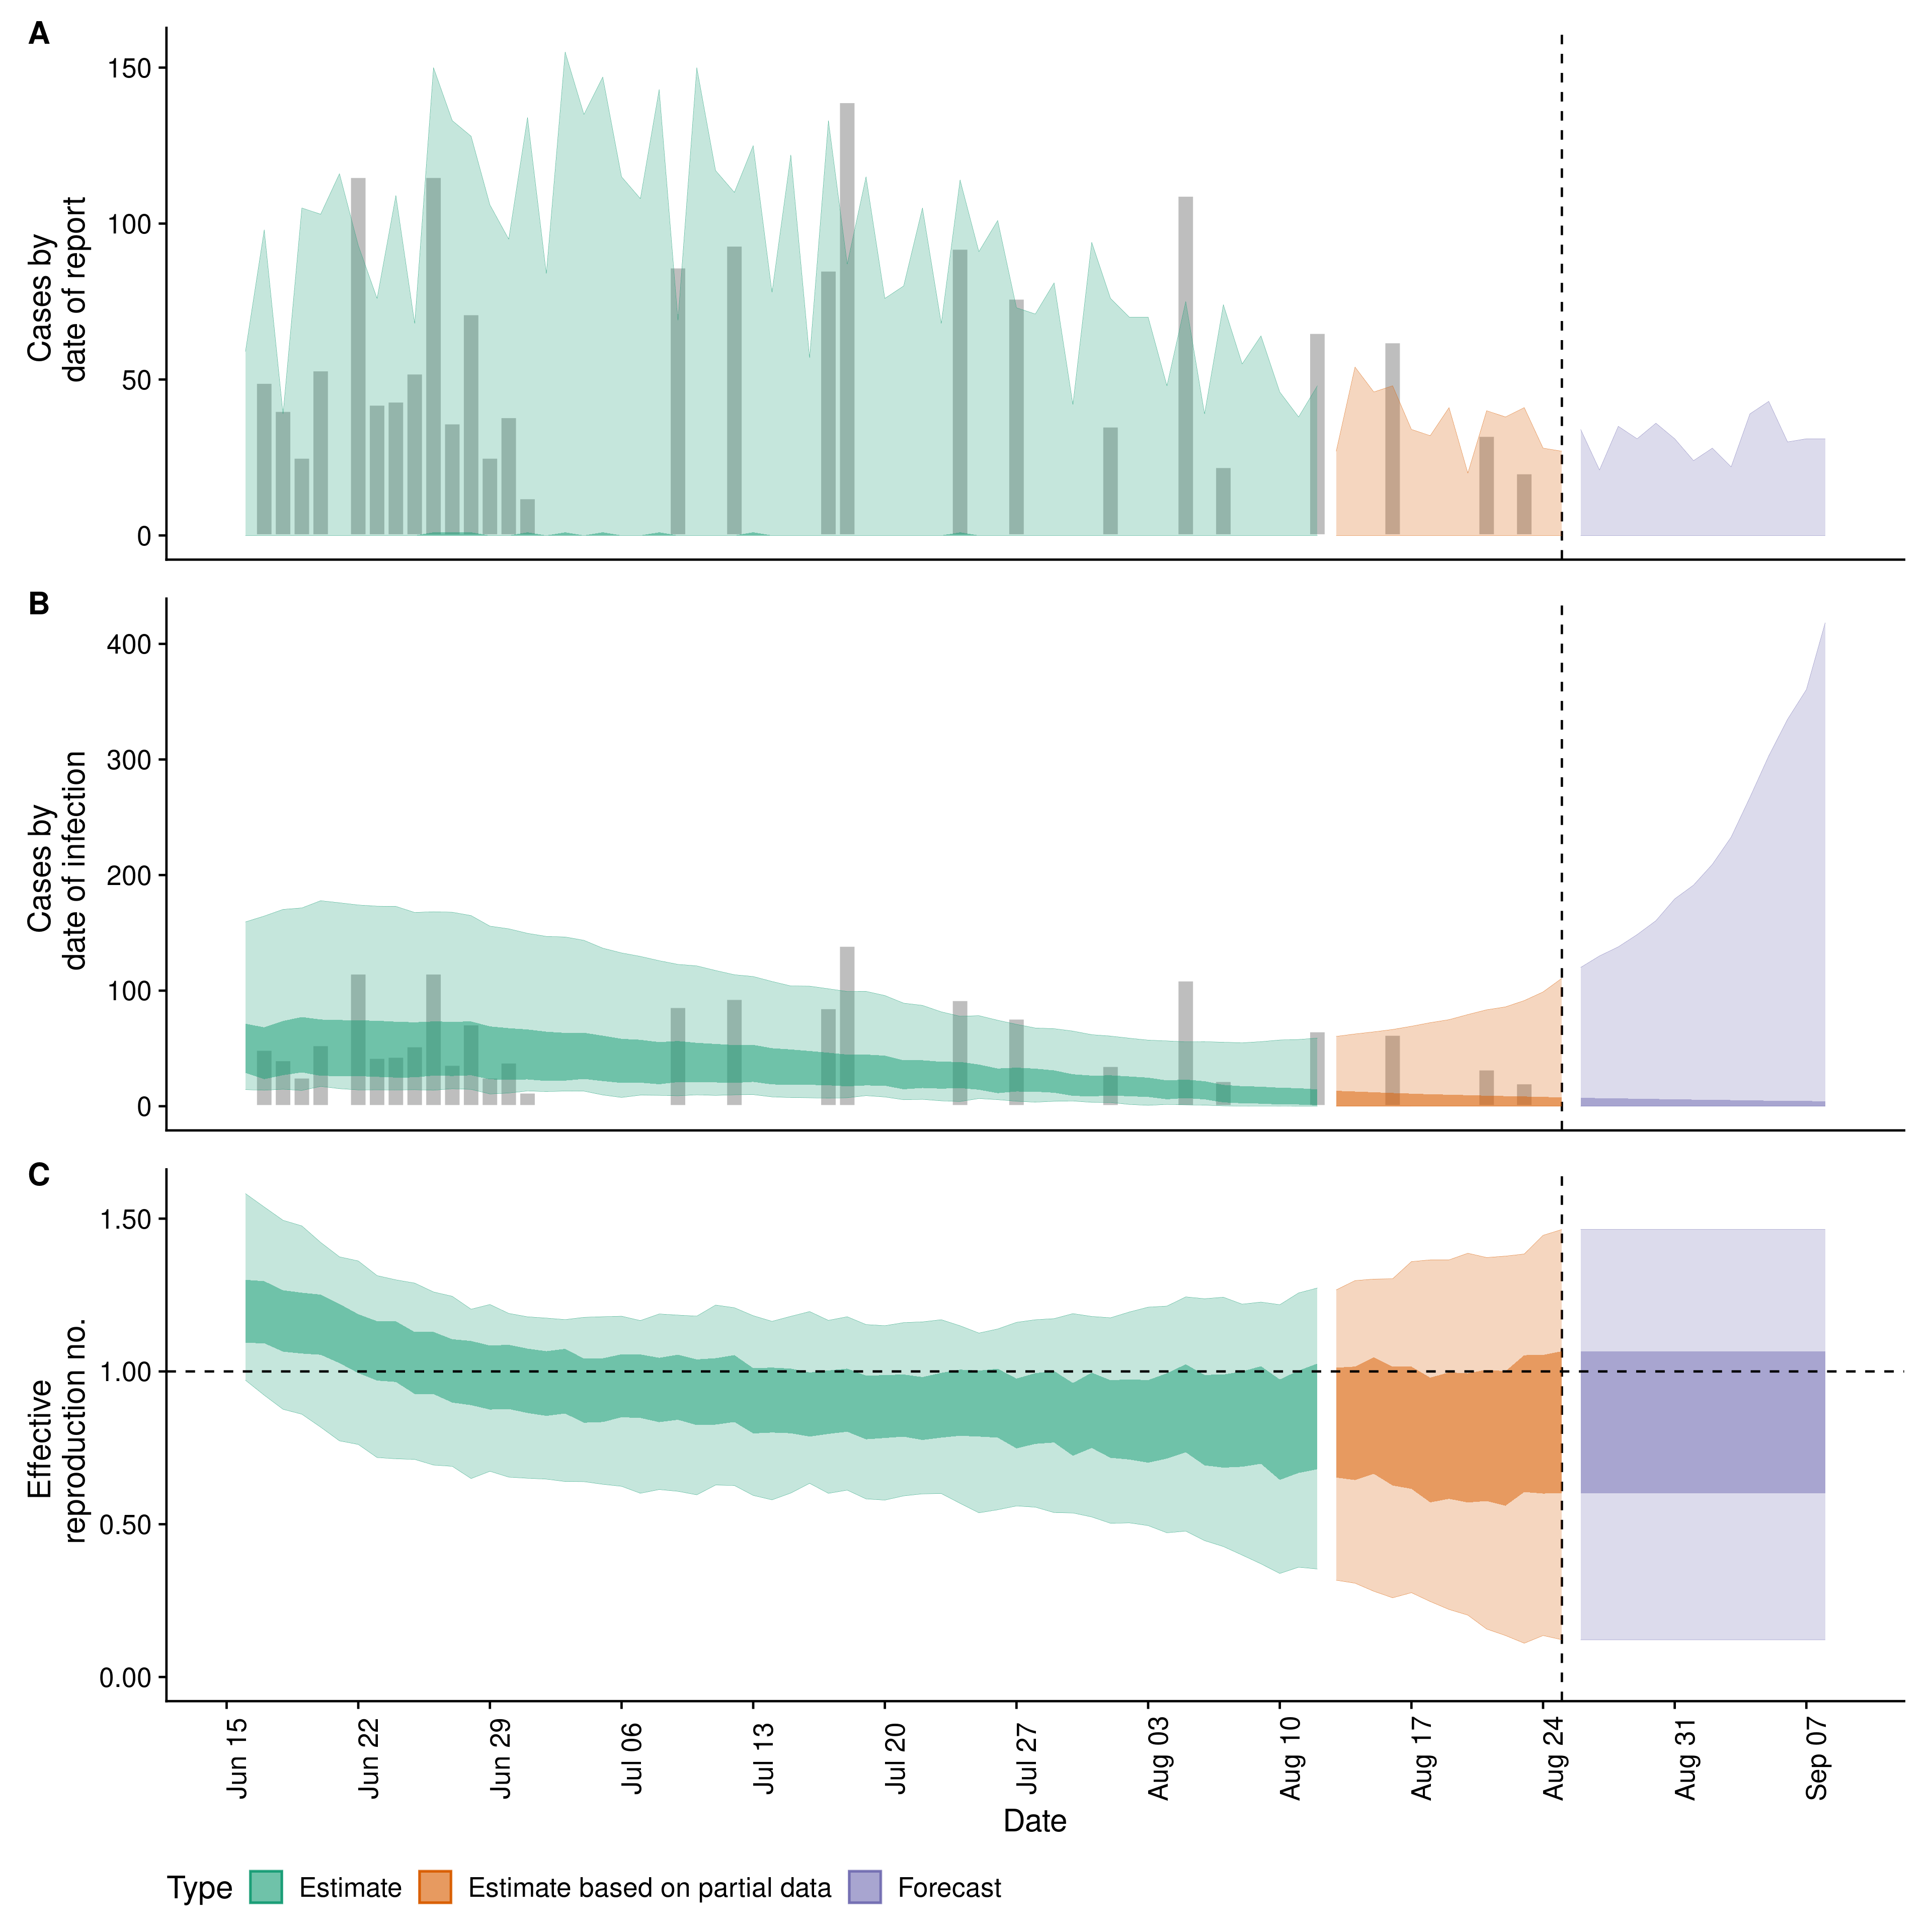 A
Cases by
date of report
150
100
50
0
B
Cases by
date of infection
400
300
200
100
0
C
Effective
reproduction no.
1.50
1.00
0.50
0.00
Jun 15
Jun 22
Jun 29
Jul 06
Jul 13
Jul 20
Jul 27
Aug 03
Aug 10
Aug 17
Aug 24
Aug 31
Sep 07
Date
Type Estimate Estimate based on partial data Forecast